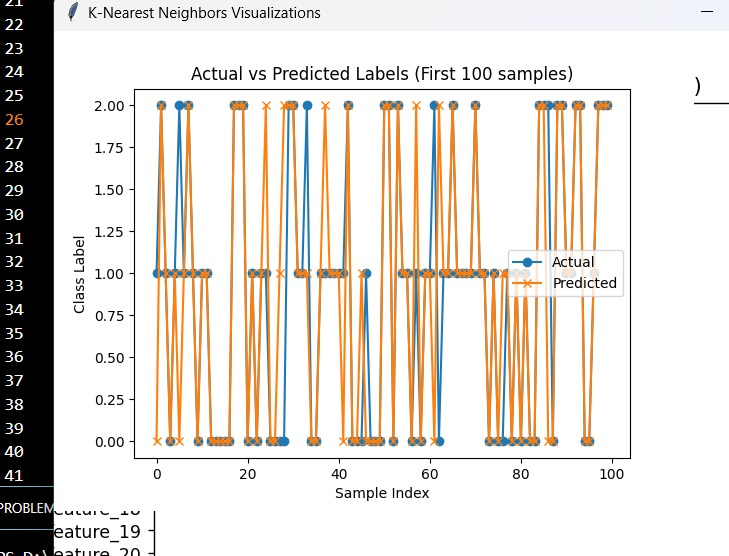 21
22
23
24
25
26
27
28
29
30
31
32
33
34
35
36
37
38
39
40
41
K-Nearest Neighbors Visualizations
)
Actual vs Predicted Labels (First 100 samples)
2.00
1.75
1.50
1.25
1.00
0.75
0.50
0.25
0.00
Class Label
Actual
Predicted
0 20 40 60 80 100
Sample Index
PROBLEM
eature_18
eature_19
eature_20